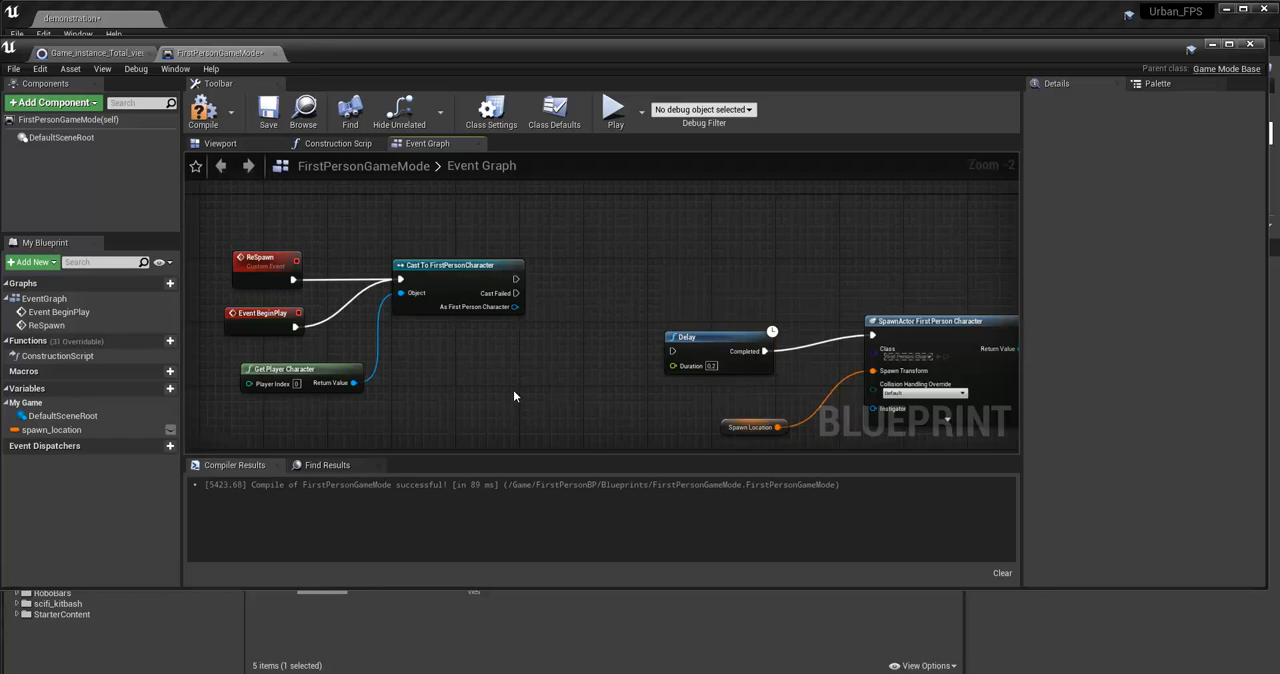 demonstration*
Urban_FPS
File Edit
Help
Game_instance_Total_vie
FirstPersonGameMode*
File Edit Asset View Debug Window Help
Parent class: Game Mode Base
Components
Toolbar
Details
Palette
+Add Component
Search
Compile
Save
Browse
Find
Hide Unrelated
Class Settings
Class Defaults
Play
No debug object selected
Debug Filter
FirstPersonGameMode(self)
DefaultSceneRoot
Viewport
Construction Scrip
Event Graph
FirstPersonGameMode > Event Graph
Zoom -2
My Blueprint
+Add New
Search
Graphs
EventGraph
Event BeginPlay
ReSpawn
Functions (31 Overridable)
ConstructionScript
Macros
Variables
My Game
DefaultSceneRoot
spawn_location
Event Dispatchers
ReSpawn
Custom Event
Event BeginPlay
Get Player Character
Player Index 0
Return Value
Cast To FirstPersonCharacter
Object
Cast Failed
As First Person Character
Delay
Completed
Duration 0.2
Spawn Location
SpawnActor First Person Character
Class
Return Value
Spawn Transform
Collision Handling Override
Default
Instigator
BLUEPRINT
Compiler Results
Find Results
[5423.68] Compile of FirstPersonGameMode successful! [in 89 ms] (/Game/FirstPersonBP/Blueprints/FirstPersonGameMode.FirstPersonGameMode)
Clear
RoboBars
scifi_kitbash
StarterContent
5 items (1 selected)
View Options